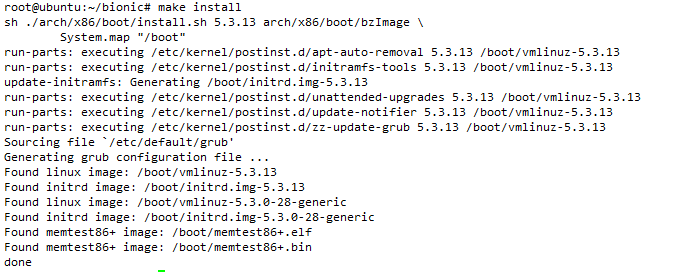 root@ubuntu:~/bionic# make install
sh ./arch/x86/boot/install.sh 5.3.13 arch/x86/boot/bzImage \
        System.map "/boot"
run-parts: executing /etc/kernel/postinst.d/apt-auto-removal 5.3.13 /boot/vmlinuz-5.3.13
run-parts: executing /etc/kernel/postinst.d/initramfs-tools 5.3.13 /boot/vmlinuz-5.3.13
update-initramfs: Generating /boot/initrd.img-5.3.13
run-parts: executing /etc/kernel/postinst.d/unattended-upgrades 5.3.13 /boot/vmlinuz-5.3.13
run-parts: executing /etc/kernel/postinst.d/update-notifier 5.3.13 /boot/vmlinuz-5.3.13
run-parts: executing /etc/kernel/postinst.d/zz-update-grub 5.3.13 /boot/vmlinuz-5.3.13
Sourcing file `/etc/default/grub'
Generating grub configuration file ...
Found linux image: /boot/vmlinuz-5.3.13
Found initrd image: /boot/initrd.img-5.3.13
Found linux image: /boot/vmlinuz-5.3.0-28-generic
Found initrd image: /boot/initrd.img-5.3.0-28-generic
Found memtest86+ image: /boot/memtest86+.elf
Found memtest86+ image: /boot/memtest86+.bin
done